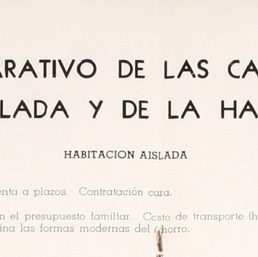 ARATIVO DE LAS CA
LADA Y DE LA HA
HABITACION AISLADA
enta a plazos. Contratación cara.
n el presupuesto familiar. Costo de transporte (h
ina las formas modernas del ahorro.